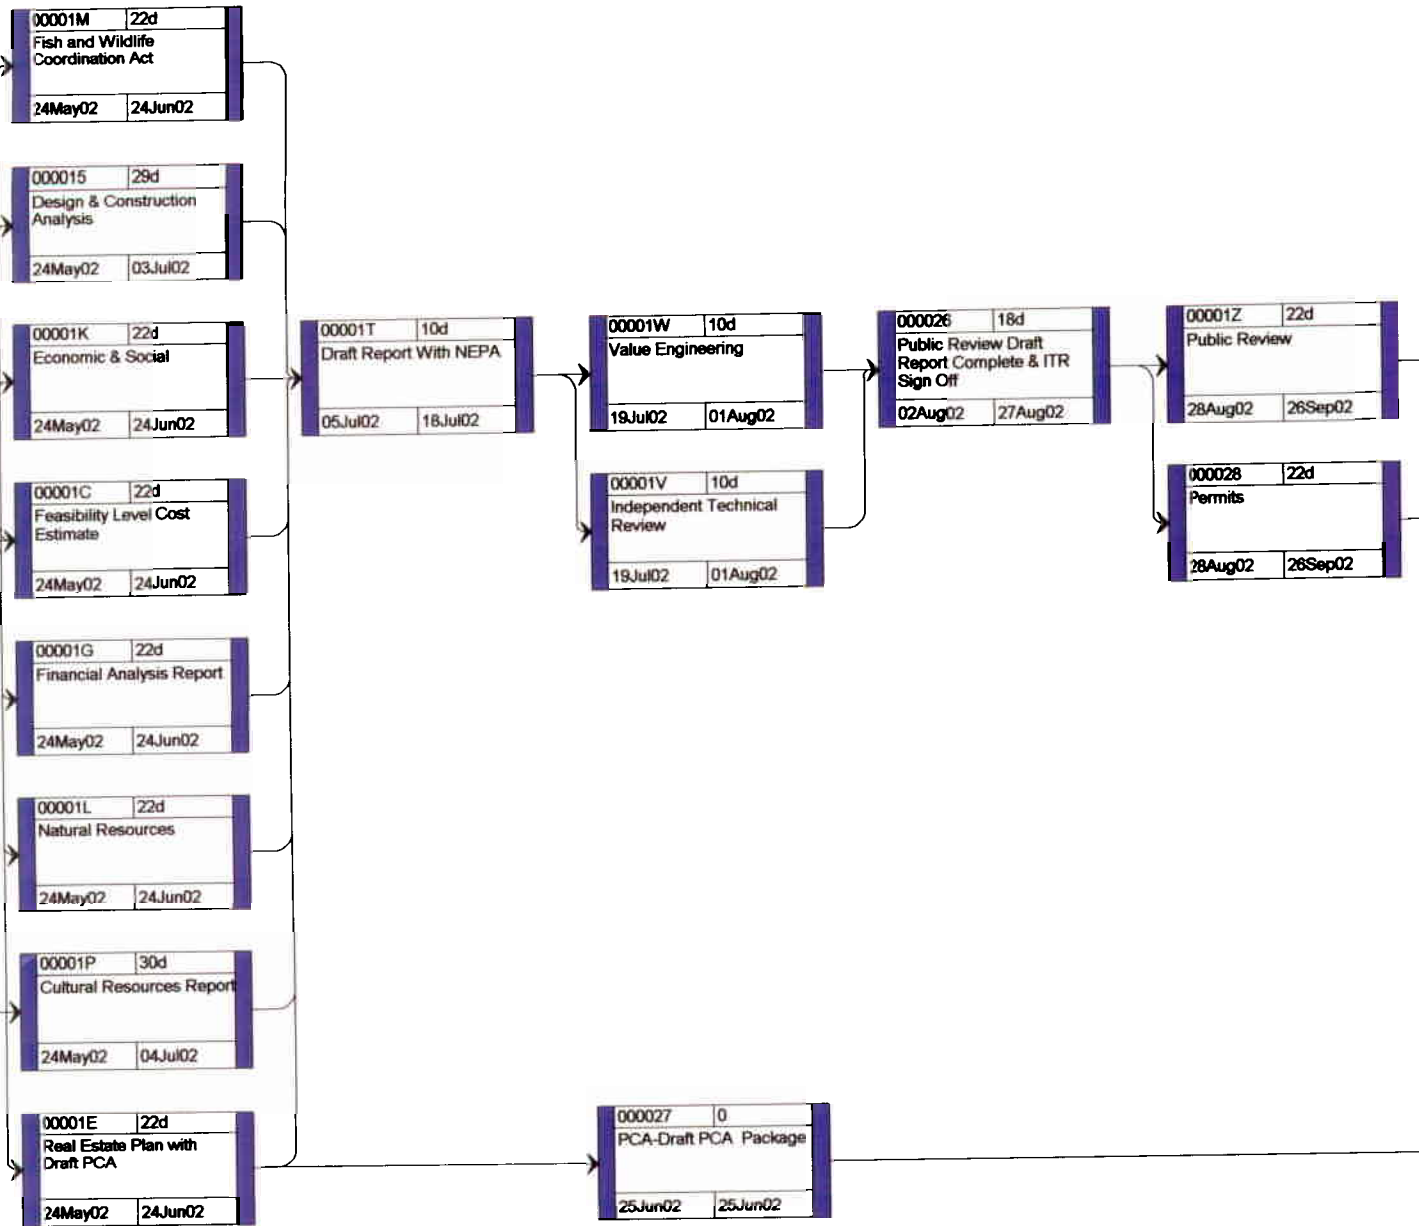 00001M 22d
Fish and Wildlife
Coordination Act
24May02 24Jun02
000015 29d
Design & Construction
Analysis
24May02 03Jul02
00001K 22d
Economic & Social
24May02 24Jun02
00001C 22d
Feasibility Level Cost
Estimate
24May02 24Jun02
00001G 22d
Financial Analysis Report
24May02 24Jun02
00001L 22d
Natural Resources
24May02 24Jun02
00001P 30d
Cultural Resources Report
24May02 04Jul02
00001E 22d
Real Estate Plan with
Draft PCA
24May02 24Jun02
00001T 10d
Draft Report With NEPA
05Jul02 18Jul02
00001W 10d
Value Engineering
19Jul02 01Aug02
00001V 10d
Independent Technical
Review
19Jul02 01Aug02
000027 0
PCA-Draft PCA Package
25Jun02 25Jun02
000026 18d
Public Review Draft
Report Complete & ITR
Sign Off
02Aug02 27Aug02
00001Z 22d
Public Review
28Aug02 26Sep02
000028 22d
Permits
28Aug02 26Sep02